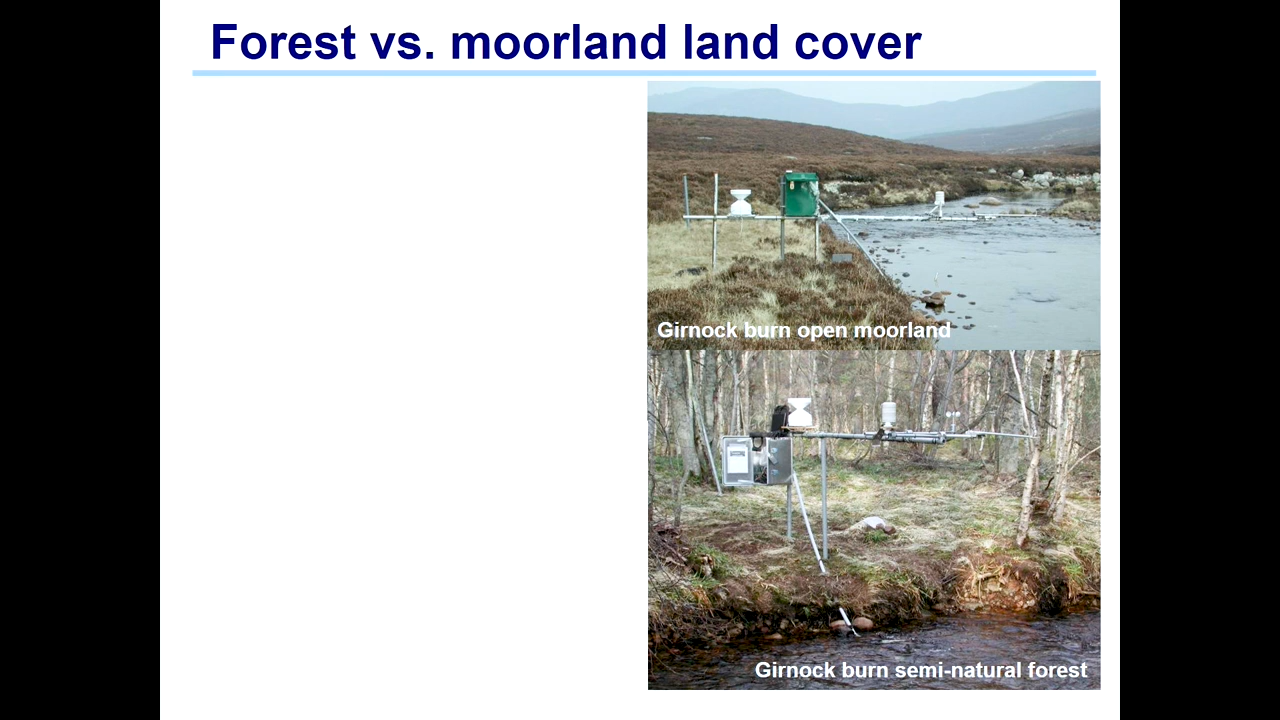 Forest vs. moorland land cover
Girnock burn open moorland
Girnock burn semi-natural forest